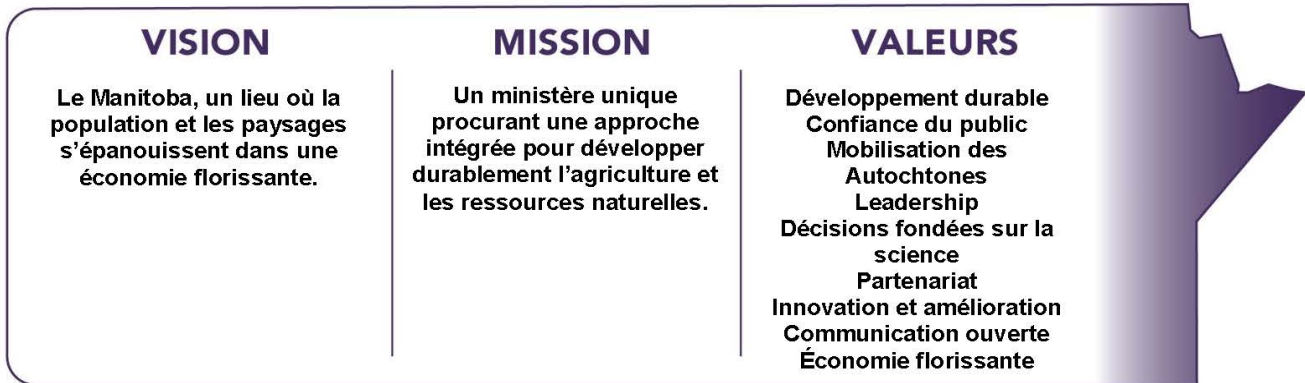 VISION
Le Manitoba, un lieu où la
population et les paysages
s’épanouissent dans une
économie florissante.
MISSION
Un ministère unique
procurant une approche
intégrée pour développer
durablement l’agriculture et
les ressources naturelles.
VALEURS
Développement durable
Confiance du public
Mobilisation des
Autochtones
Leadership
Décisions fondées sur la
science
Partenariat
Innovation et amélioration
Communication ouverte
Économie florissante